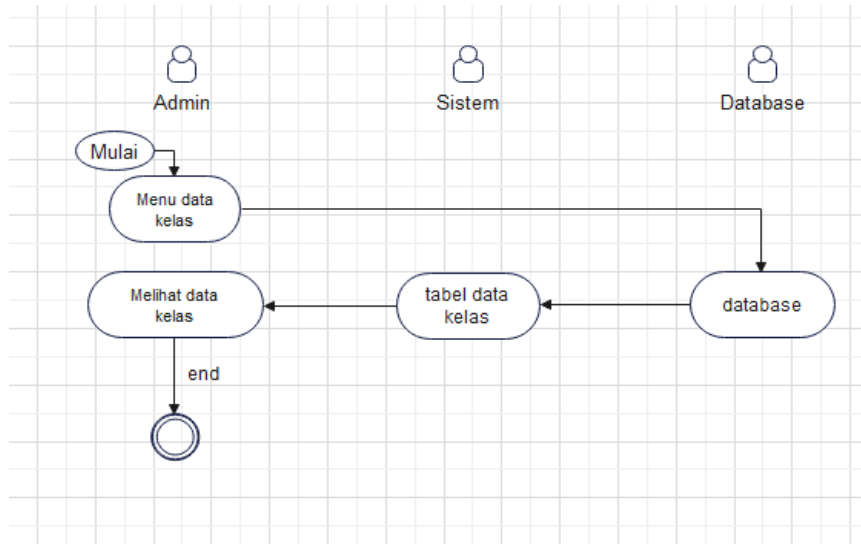 Admin
Sistem
Database
Mulai
Menu data
kelas
Melihat data
kelas
tabel data
kelas
database
end